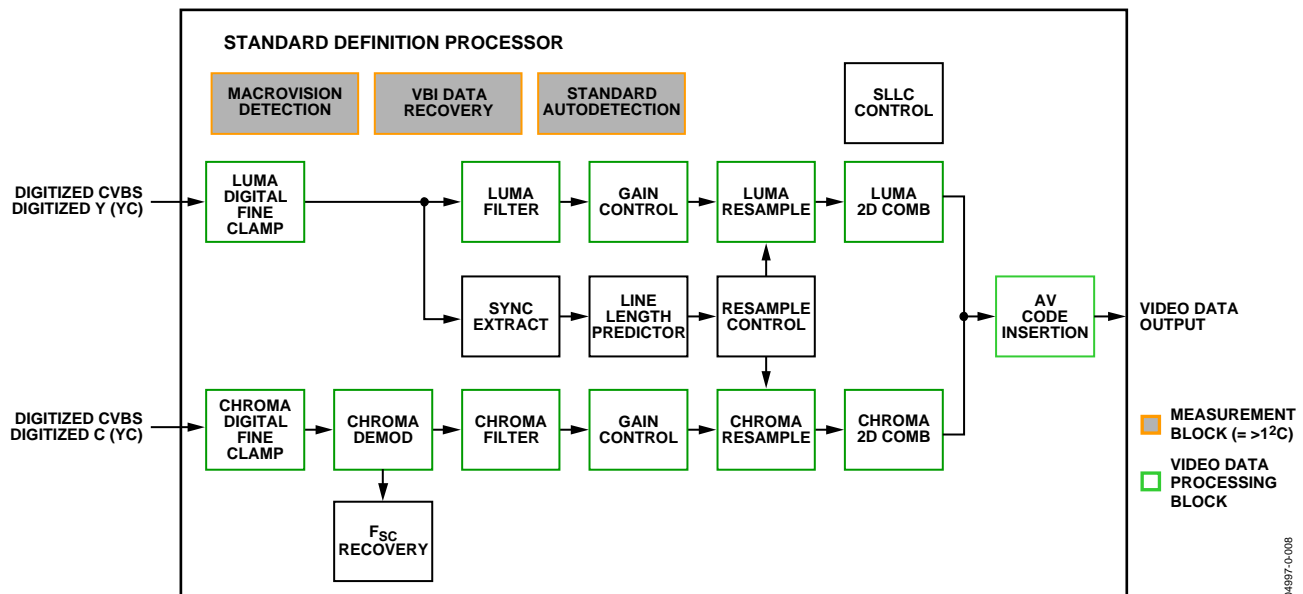 STANDARD DEFINITION PROCESSOR
MACROVISION
DETECTION
VBI DATA
RECOVERY
STANDARD
AUTODETECTION
SLLC
CONTROL
DIGITIZED CVBS
DIGITIZED Y (YC)
LUMA
DIGITAL
FINE
CLAMP
LUMA
FILTER
GAIN
CONTROL
LUMA
RESAMPLE
LUMA
2D COMB
SYNC
EXTRACT
LINE
LENGTH
PREDICTOR
RESAMPLE
CONTROL
AV
CODE
INSERTION
VIDEO DATA
OUTPUT
DIGITIZED CVBS
DIGITIZED C (YC)
CHROMA
DIGITAL
FINE
CLAMP
CHROMA
DEMOD
CHROMA
FILTER
GAIN
CONTROL
CHROMA
RESAMPLE
CHROMA
2D COMB
FSC
RECOVERY
MEASUREMENT
BLOCK (= >1²C)
VIDEO DATA
PROCESSING
BLOCK
04997-0-008